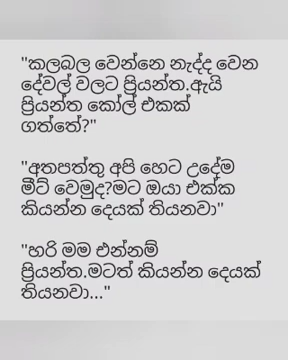 "කලබල වෙන්නෙ නැද්ද වෙන
දේවල් වලට ප්‍රියන්ත.ඇයි
ප්‍රියන්ත කෝල් එකක්
ගත්තේ?"
"අතපත්තු අපි හෙට උදේම
මීට් වෙමුද?මට ඔයා එක්ක
කියන්න දෙයක් තියනවා"
"හරි මම එන්නම්
ප්‍රියන්ත.මටත් කියන්න දෙයක්
තියනවා..."